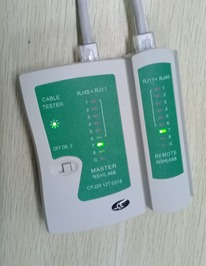 RJ45 + RJ11
CABLE
TESTER
1
2
3
4
5
6
7
8
G
OFF ON S
MASTER
NSHL468
RJ11 + RJ45
1
2
3
4
5
6
7
8
G
REMOTE
NSHL468